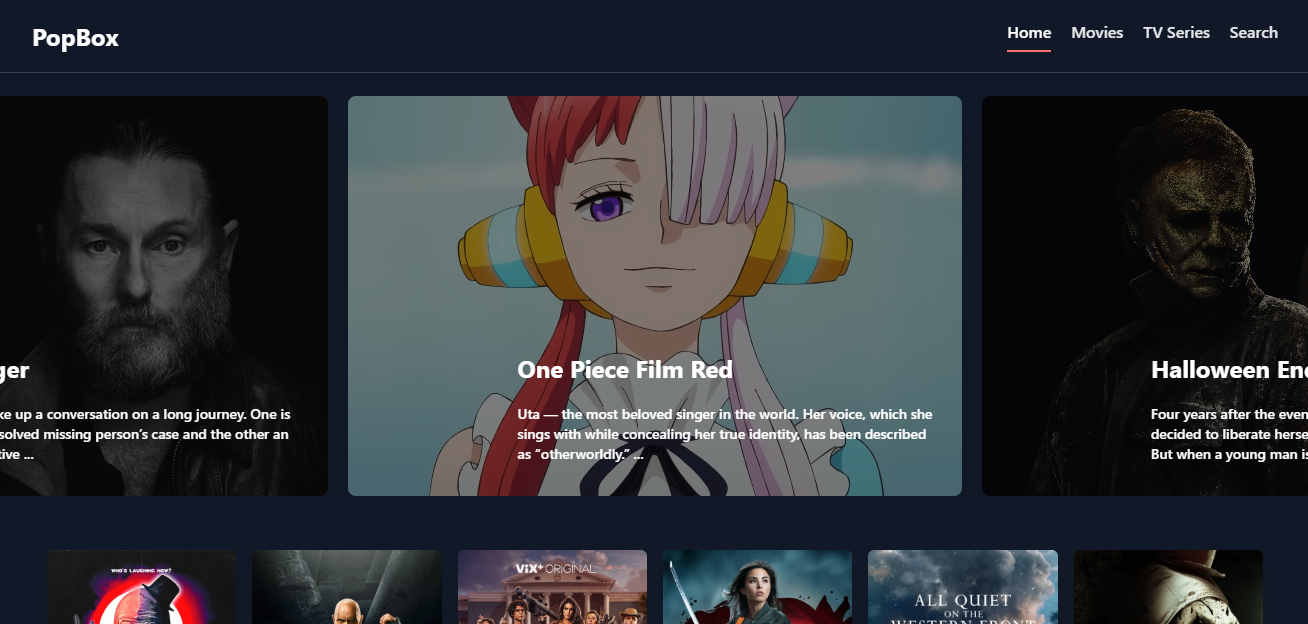 PopBox
Home Movies TV Series Search
ger
ke up a conversation on a long journey. One is
solved missing person's case and the other an
tive ...
One Piece Film Red
Uta — the most beloved singer in the world. Her voice, which she
sings with while concealing her true identity, has been described
as “otherworldly.” ...
Halloween En
Four years after the even
decided to liberate herse
But when a young man is
WHO'S LAUGHING NOW?
ViX+ ORIGINAL
ALL QUIET
ON THE
WESTERN FRONT